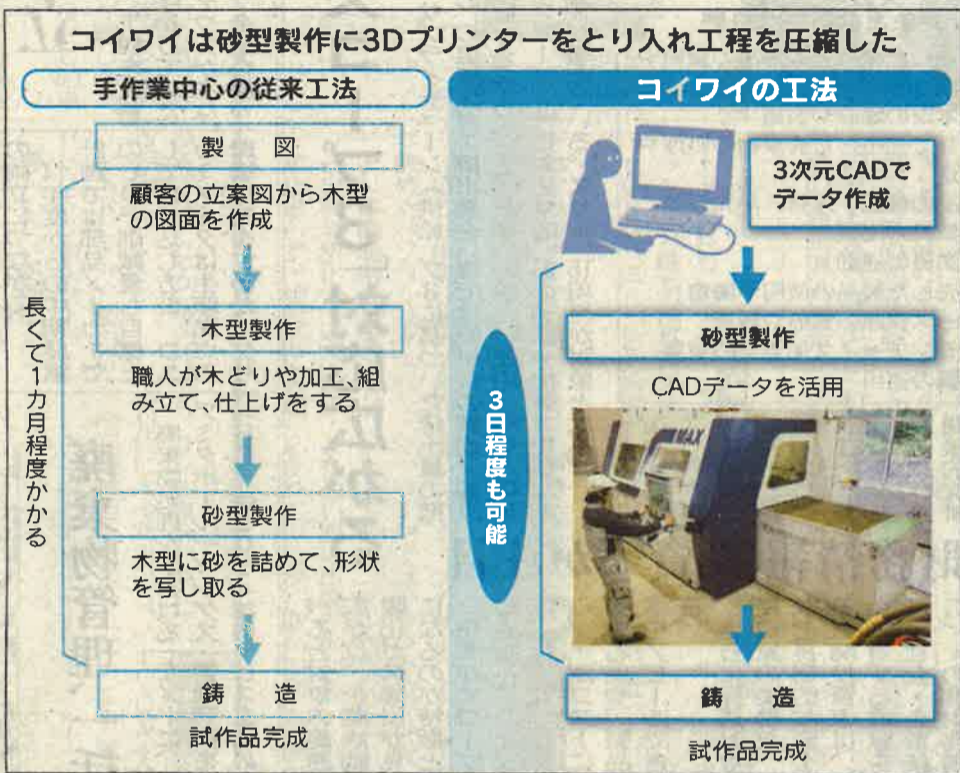 コイワイは砂型製作に3Dプリンターをとり入れ工程を圧縮した
手作業中心の従来工法
製 図
顧客の立案図から木型
の図面を作成
木型製作
職人が木どりや加工、組
み立て、仕上げをする
砂型製作
木型に砂を詰めて、形状
を写し取る
鋳 造
試作品完成
長くて1カ月程度かかる
コイワイの工法
3次元CADで
データ作成
砂型製作
CADデータを活用
MAX
3日程度も可能
鋳 造
試作品完成